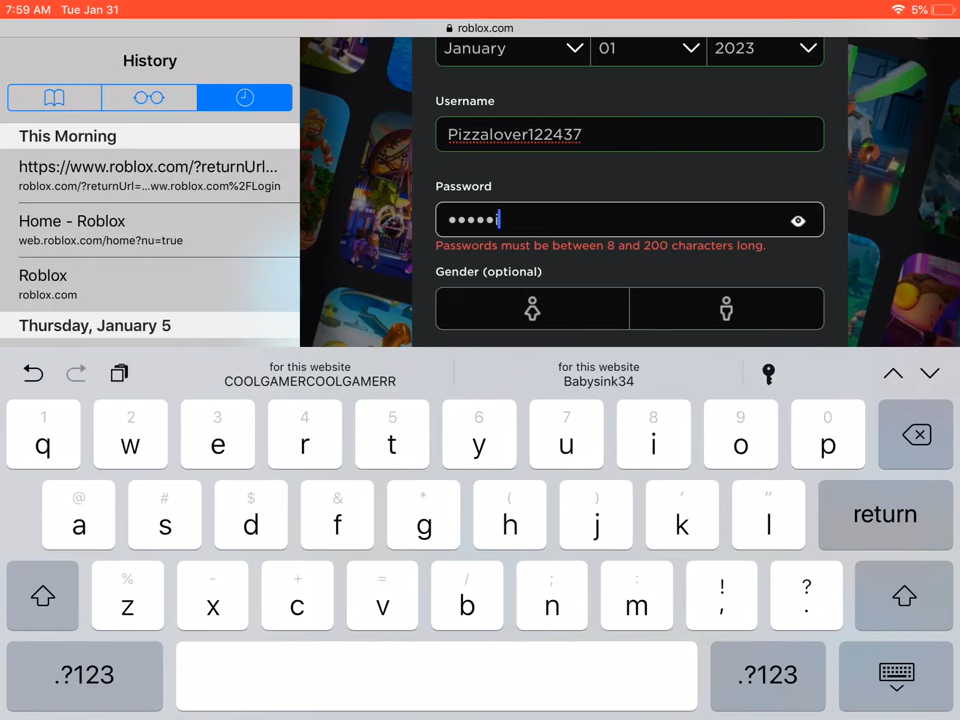 7:59 AM Tue Jan 31
5%
roblox.com
History
This Morning
https://www.roblox.com/?returnUrl...
roblox.com/?returnUrl=...ww.roblox.com%2FLogin
Home - Roblox
web.roblox.com/home?nu=true
Roblox
roblox.com
Thursday, January 5
January 01 2023
Username
Pizzalover122437
Password
•••••i
Passwords must be between 8 and 200 characters long.
Gender (optional)
for this website
COOLGAMERCOOLGAMERR
for this website
Babysink34
1 2 3 4 5 6 7 8 9 0
q w e r t y u i o p
@ # $ & * ( ) ' "
a s d f g h j k l return
% - + = / ; : ! ?
z x c v b n m , .
.?123 .?123